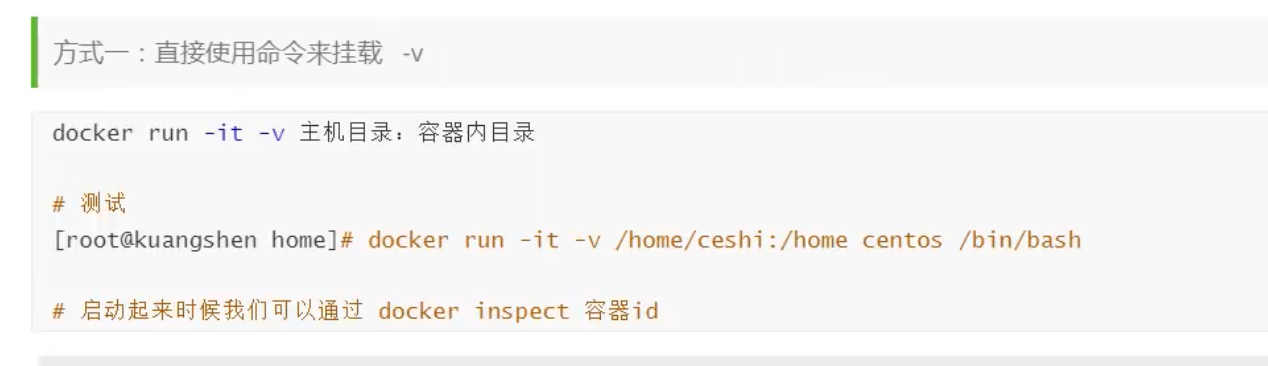 方式一：直接使用命令来挂载 -v
docker run -it -v 主机目录：容器内目录
# 测试
[root@kuangshen home]# docker run -it -v /home/ceshi:/home centos /bin/bash
# 启动起来时候我们可以通过 docker inspect 容器id